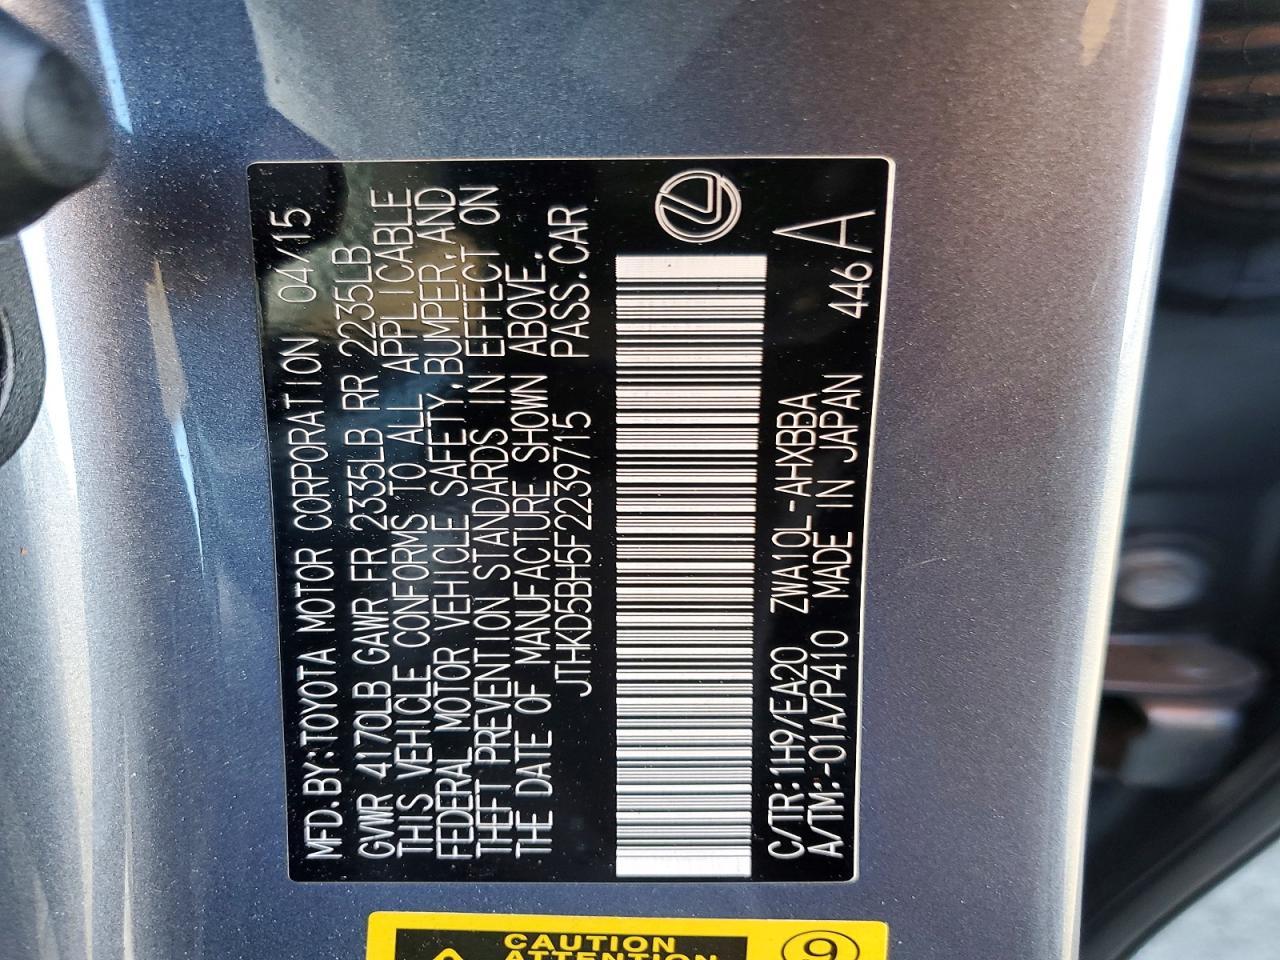 MFD.BY:TOYOTA MOTOR CORPORATION 04/15
GVWR 4170LB GAWR FR 2335LB RR 2235LB
THIS VEHICLE CONFORMS TO ALL APPLICABLE
FEDERAL MOTOR VEHICLE SAFETY,BUMPER,AND
THEFT PREVENTION STANDARDS IN EFFECT ON
THE DATE OF MANUFACTURE SHOWN ABOVE.
JTHKD5BH5F2239715 PASS.CAR
C/TR:1H9/EA20 ZWA10L-AHXBBA
A/TM:-01A/P410 MADE IN JAPAN 446A
CAUTION
ATTENTION
9